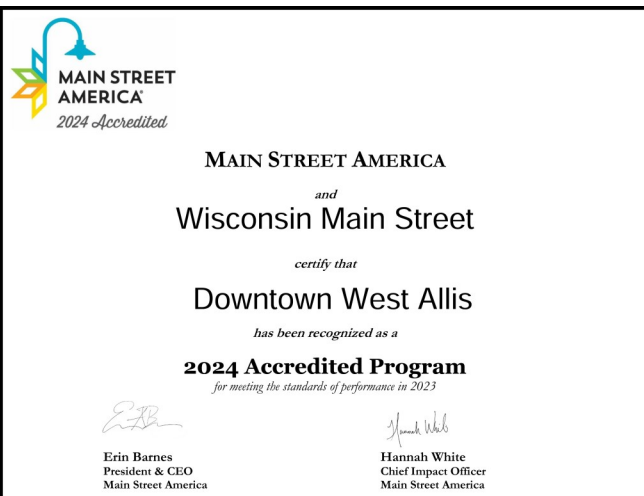 MAIN STREET
AMERICA®
2024 Accredited
MAIN STREET AMERICA
and
Wisconsin Main Street
certify that
Downtown West Allis
has been recognized as a
2024 Accredited Program
for meeting the standards of performance in 2023
Erin Barnes
President & CEO
Main Street America
Hannah White
Hannah White
Chief Impact Officer
Main Street America